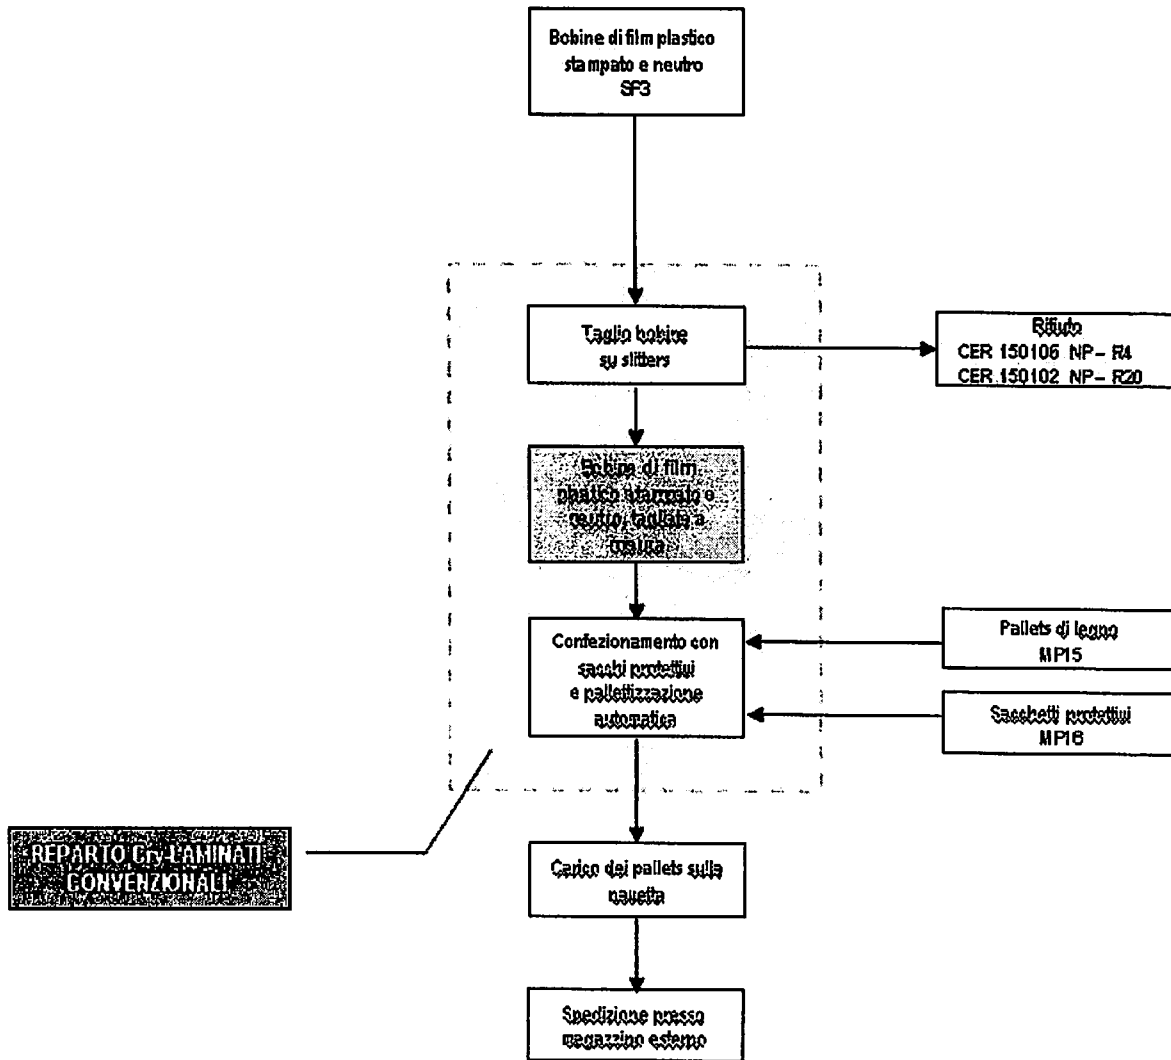 Bobine di film plastico
stampato e neutro
SF3
Taglio bobine
su slitters
Rifiuto
CER 150106 NP – R4
CER 150102 NP – R20
Bobine di film
plastico stampato e
neutro, tagliate a
misura
Confezionamento con
sacchi protettivi
e pallettizzazione
automatica
Pallets di legno
MP15
Sacchetti protettivi
MP16
REPARTO Cry-LAMINATI
CONVENZIONALI
Carico dei pallets sulla
navetta
Spedizione presso
magazzino esterno